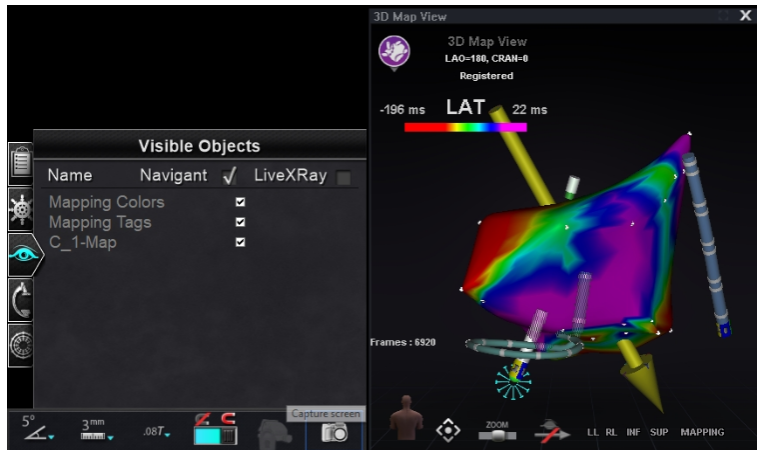 3D Map View
X
3D Map View
LAO=180, CRAN=0
Registered
-196 ms LAT 22 ms
Visible Objects
Name Navigant LiveXRay
Mapping Colors
Mapping Tags
C_1-Map
Frames : 6920
Capture screen
5°
3 mm
.08T
ZOOM
LL RL INF SUP MAPPING